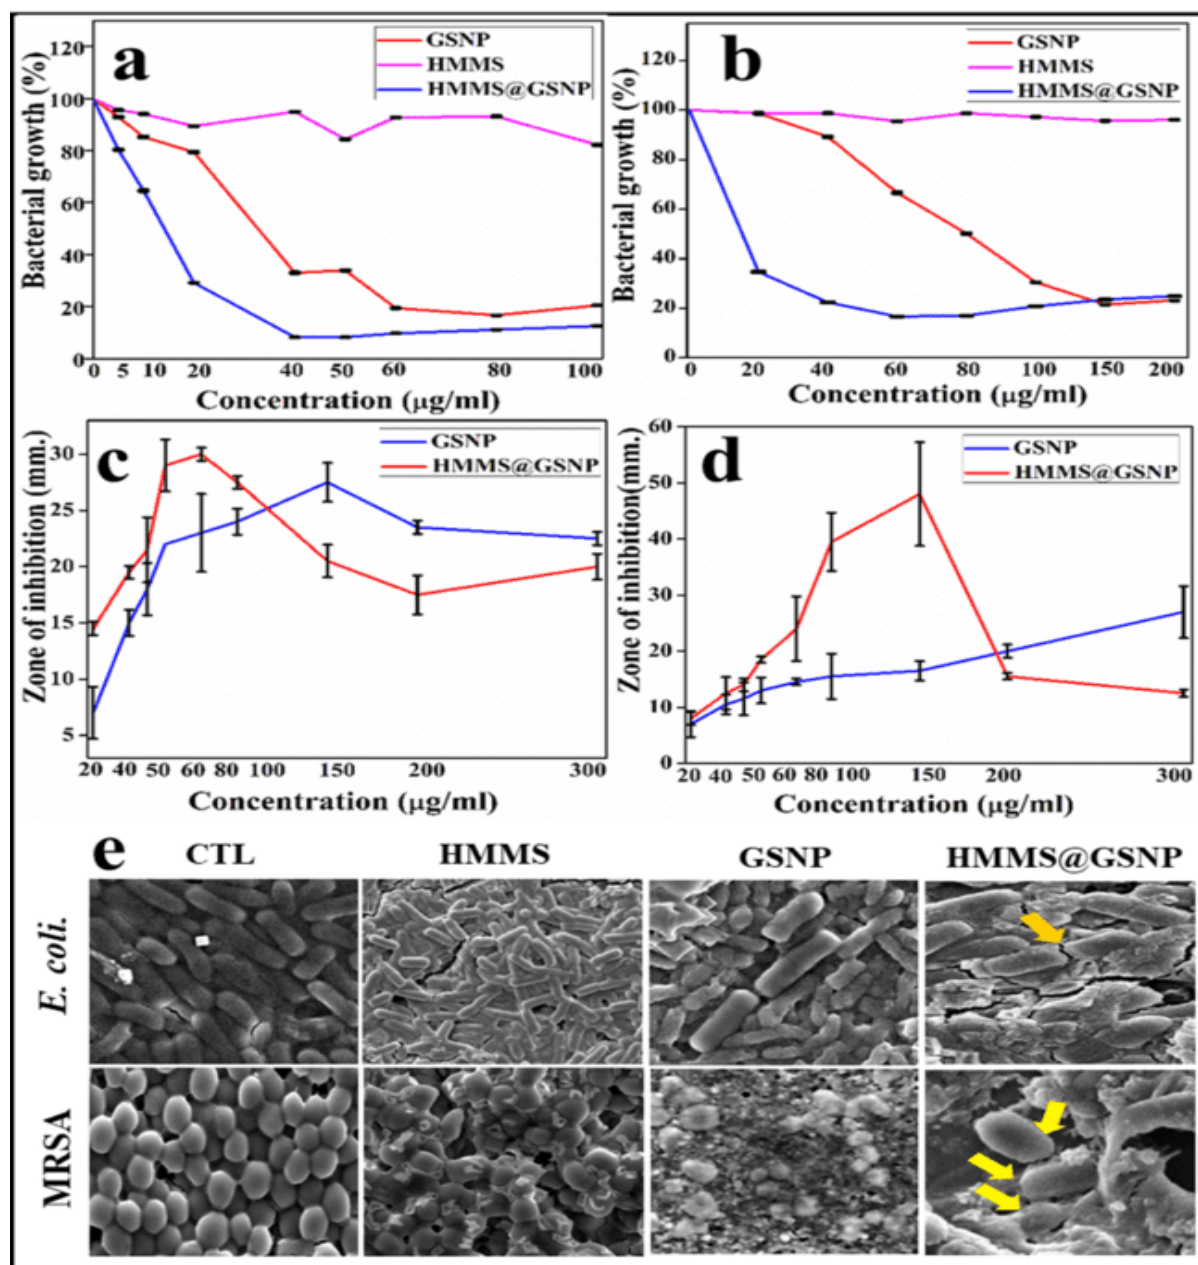 a
GSNP
HMMS
HMMS@GSNP
Bacterial growth (%)
120
100
80
60
40
20
0
0 5 10 20 40 50 60 80 100
Concentration (µg/ml)
b
GSNP
HMMS
HMMS@GSNP
Bacterial growth (%)
120
100
80
60
40
20
0
0 20 40 60 80 100 150 200
Concentration (µg/ml)
c
GSNP
HMMS@GSNP
Zone of inhibition (mm.)
30
25
20
15
10
5
20 40 50 60 80 100 150 200 300
Concentration (µg/ml)
d
GSNP
HMMS@GSNP
Zone of inhibition(mm.)
60
50
40
30
20
10
0
20 40 50 60 80 100 150 200 300
Concentration (µg/ml)
e
CTL HMMS GSNP HMMS@GSNP
E. coli.
MRSA